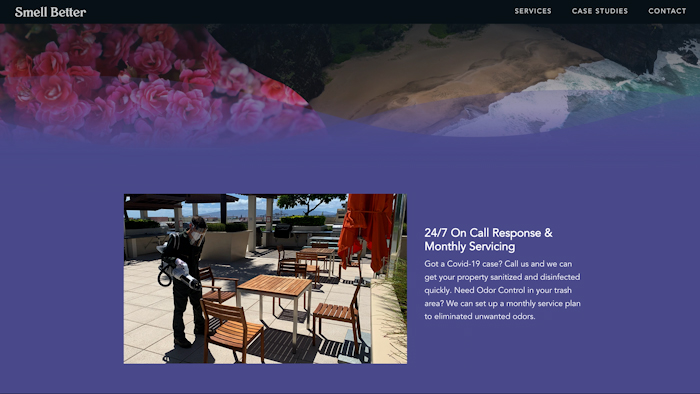 Smell Better
SERVICES
CASE STUDIES
CONTACT
24/7 On Call Response &
Monthly Servicing
Got a Covid-19 case? Call us and we can
get your property sanitized and disinfected
quickly. Need Odor Control in your trash
area? We can set up a monthly service plan
to eliminated unwanted odors.